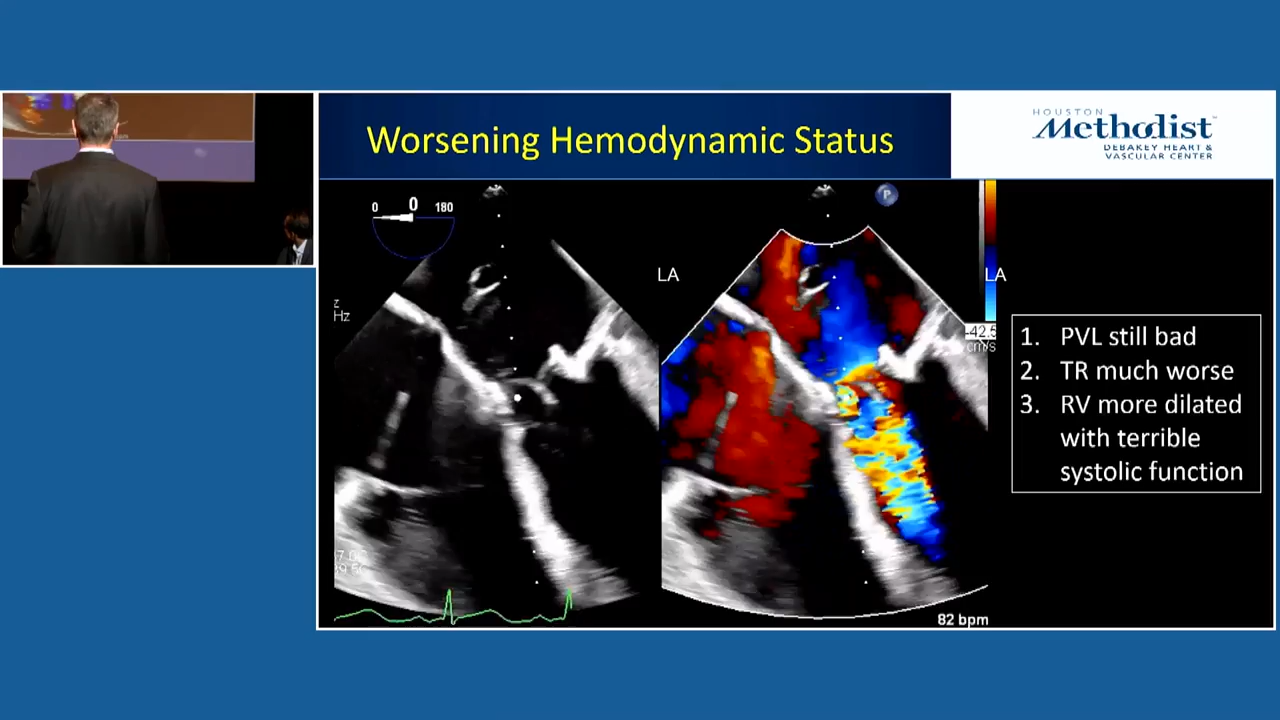 Worsening Hemodynamic Status
HOUSTON
Methodist
DEBAKEY HEART &
VASCULAR CENTER
0 0 180
P
LA
LA
Hz
-42.5
cm/s
1. PVL still bad
2. TR much worse
3. RV more dilated
with terrible
systolic function
82 bpm